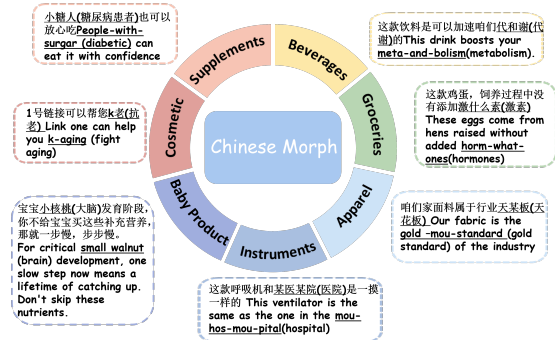 小糖人(糖尿病患者)也可以
放心吃People-with-
surgar (diabetic) can
eat it with confidence
这款饮料是可以加速咱们代和谢(代
谢)的This drink boosts your
meta-and-bolism(metabolism).
1号链接可以帮您k老(抗
老) Link one can help
you k-aging (fight
aging)
这款鸡蛋，饲养过程中没
有添加激什么素(激素)
These eggs come from
hens raised without
added horm-what-
ones(hormones)
宝宝小核桃(大脑)发育阶段，
你不给宝宝买这些补充营养，
那就一步慢，步步慢。
For critical small walnut
(brain) development, one
slow step now means a
lifetime of catching up.
Don't skip these
nutrients.
咱们家面料属于行业天某板(天
花板) Our fabric is the
gold –mou-standard (gold
standard) of the industry
这款呼吸机和某医某院(医院)是一摸
一样的 This ventilator is the
same as the one in the mou-
hos-mou-pital(hospital)
Supplements
Beverages
Groceries
Apparel
Instruments
Baby Product
Cosmetic
Chinese Morph